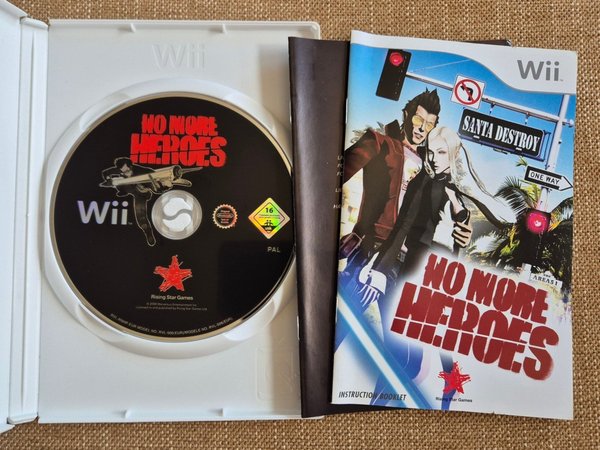 Wii
NO MORE
HEROES
Wii
16
PAL
Rising Star Games
Wii
SANTA DESTROY
ONE WAY
AREA51
NO MORE
HEROES
Rising Star Games
INSTRUCTION BOOKLET